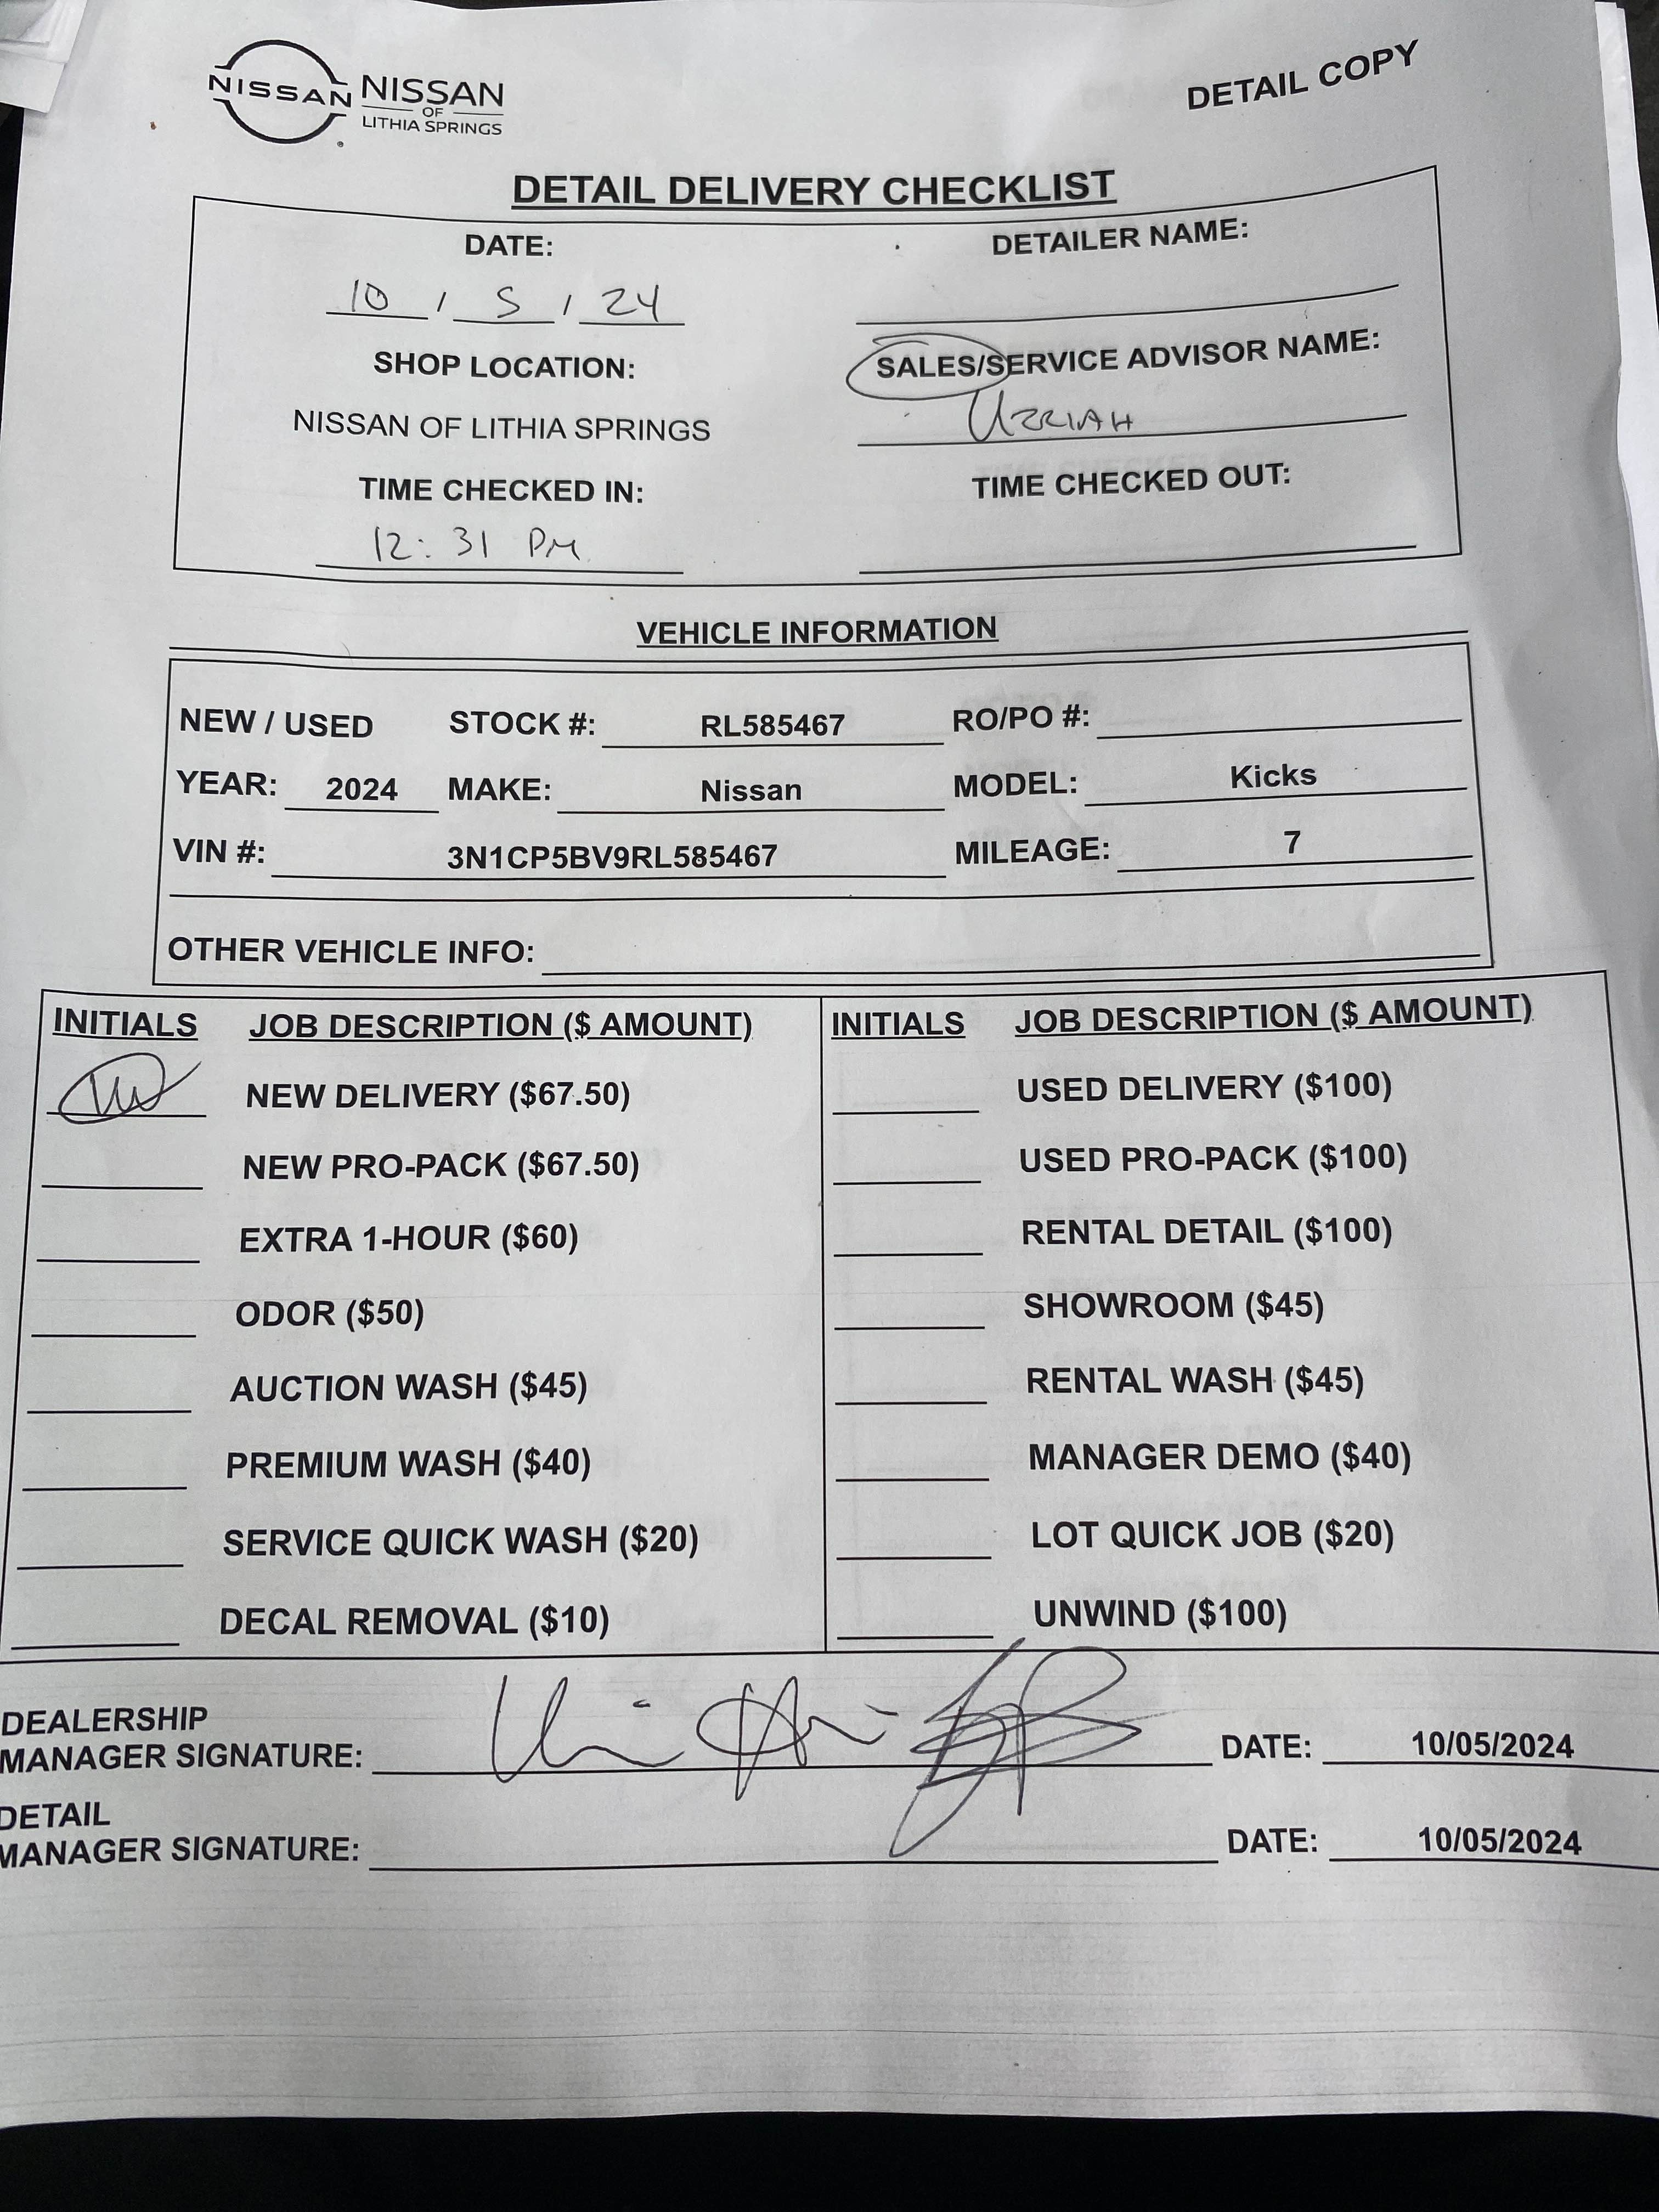 NISSAN
NISSAN
OF
LITHIA SPRINGS
DETAIL COPY
DETAIL DELIVERY CHECKLIST
DATE:
10 / 5 / 24
DETAILER NAME:
SHOP LOCATION:
NISSAN OF LITHIA SPRINGS
SALES/SERVICE ADVISOR NAME:
UZZIAH
TIME CHECKED IN:
12:31 PM
TIME CHECKED OUT:
VEHICLE INFORMATION
NEW / USED STOCK #: RL585467 RO/PO #:
YEAR: 2024 MAKE: Nissan MODEL: Kicks
VIN #: 3N1CP5BV9RL585467 MILEAGE: 7
OTHER VEHICLE INFO:
INITIALS JOB DESCRIPTION ($ AMOUNT)
NEW DELIVERY ($67.50)
NEW PRO-PACK ($67.50)
EXTRA 1-HOUR ($60)
ODOR ($50)
AUCTION WASH ($45)
PREMIUM WASH ($40)
SERVICE QUICK WASH ($20)
DECAL REMOVAL ($10)
INITIALS JOB DESCRIPTION ($ AMOUNT)
USED DELIVERY ($100)
USED PRO-PACK ($100)
RENTAL DETAIL ($100)
SHOWROOM ($45)
RENTAL WASH ($45)
MANAGER DEMO ($40)
LOT QUICK JOB ($20)
UNWIND ($100)
DEALERSHIP
MANAGER SIGNATURE: DATE: 10/05/2024
DETAIL
MANAGER SIGNATURE: DATE: 10/05/2024